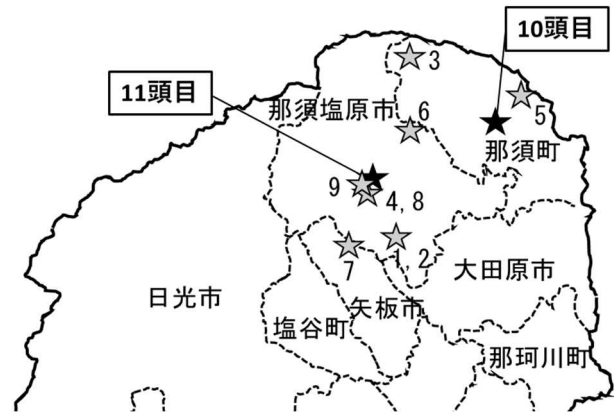 10頭目
3
11頭目
那須塩原市
5
6
那須町
9
4, 8
1, 2
7
大田原市
日光市
矢板市
塩谷町
那珂川町